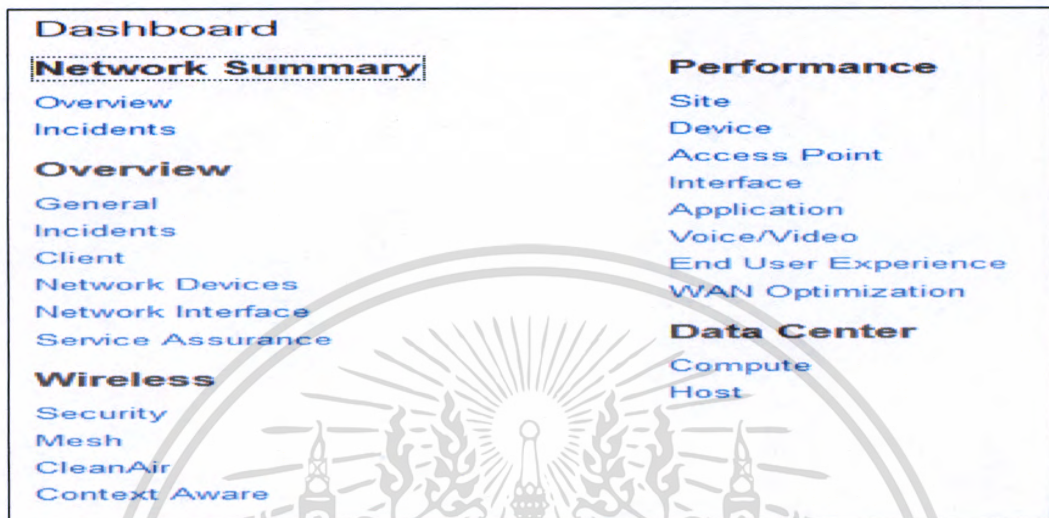 Dashboard
Network Summary
Overview
Incidents
Overview
General
Incidents
Client
Network Devices
Network Interface
Service Assurance
Wireless
Security
Mesh
CleanAir
Context Aware
Performance
Site
Device
Access Point
Interface
Application
Voice/Video
End User Experience
WAN Optimization
Data Center
Compute
Host